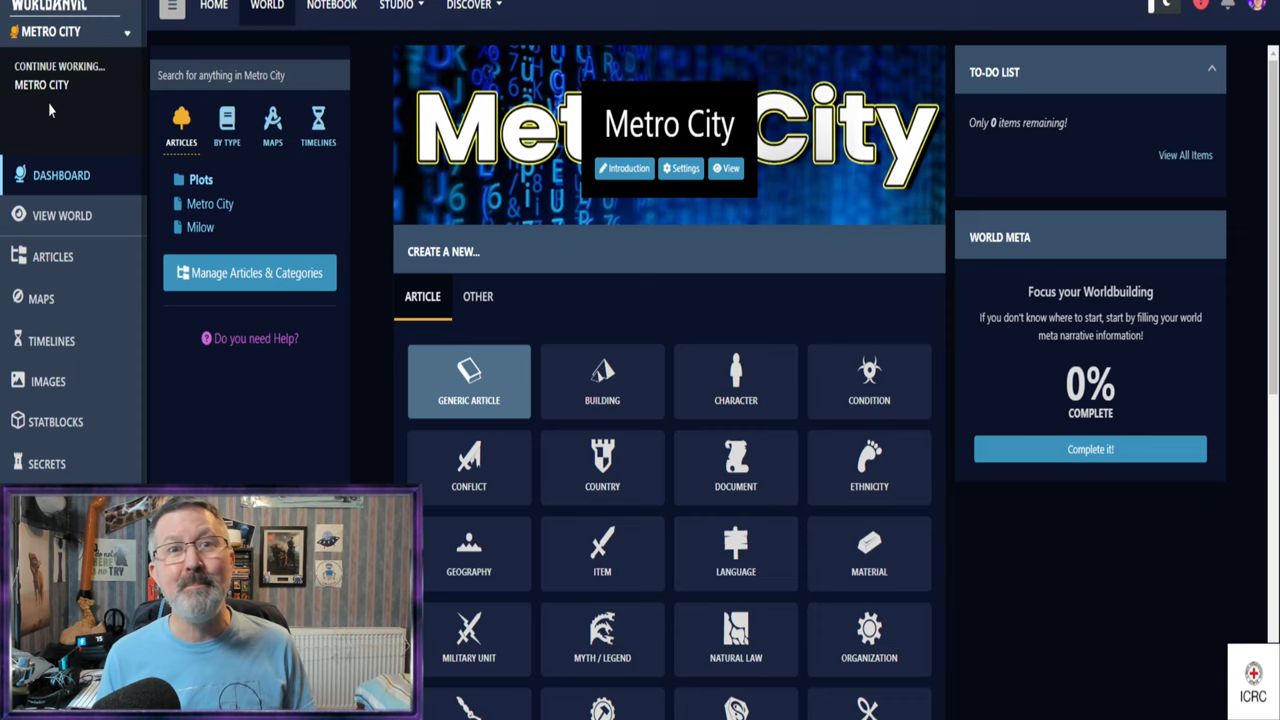 WORLDANVIL
HOME
WORLD
NOTEBOOK
STUDIO
DISCOVER
METRO CITY
CONTINUE WORKING...
METRO CITY
DASHBOARD
VIEW WORLD
ARTICLES
MAPS
TIMELINES
IMAGES
STATBLOCKS
SECRETS
Search for anything in Metro City
ARTICLES
BY TYPE
MAPS
TIMELINES
Plots
Metro City
Milow
Manage Articles & Categories
Do you need Help?
Metro City
Introduction
Settings
View
CREATE A NEW...
ARTICLE
OTHER
GENERIC ARTICLE
BUILDING
CHARACTER
CONDITION
CONFLICT
COUNTRY
DOCUMENT
ETHNICITY
GEOGRAPHY
ITEM
LANGUAGE
MATERIAL
MILITARY UNIT
MYTH / LEGEND
NATURAL LAW
ORGANIZATION
TO-DO LIST
Only 0 items remaining!
View All Items
WORLD META
Focus your Worldbuilding
If you don't know where to start, start by filling your world
meta narrative information!
0%
COMPLETE
Complete it!
ICRC